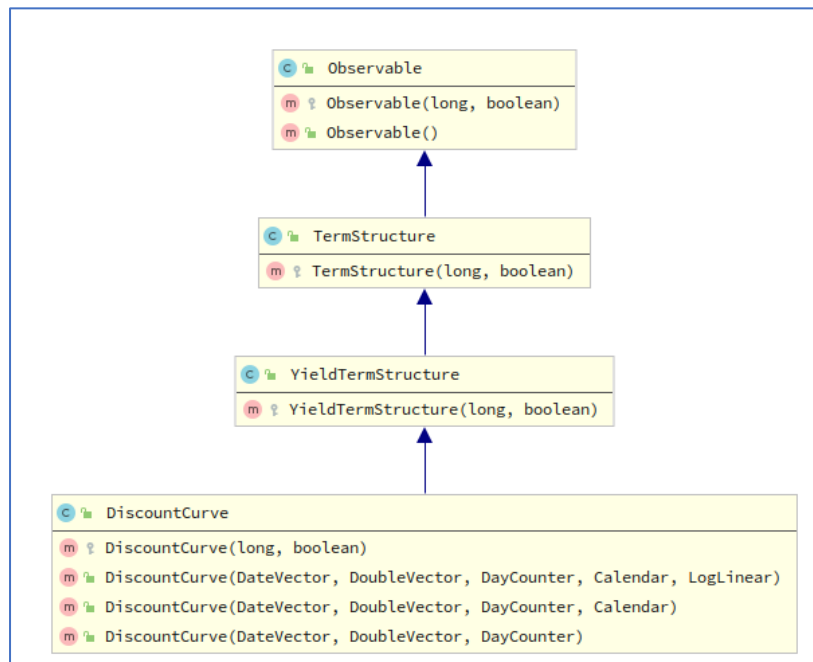 C Observable
m Observable(long, boolean)
m Observable()
C TermStructure
m TermStructure(long, boolean)
C YieldTermStructure
m YieldTermStructure(long, boolean)
C DiscountCurve
m DiscountCurve(long, boolean)
m DiscountCurve(DateVector, DoubleVector, DayCounter, Calendar, LogLinear)
m DiscountCurve(DateVector, DoubleVector, DayCounter, Calendar)
m DiscountCurve(DateVector, DoubleVector, DayCounter)